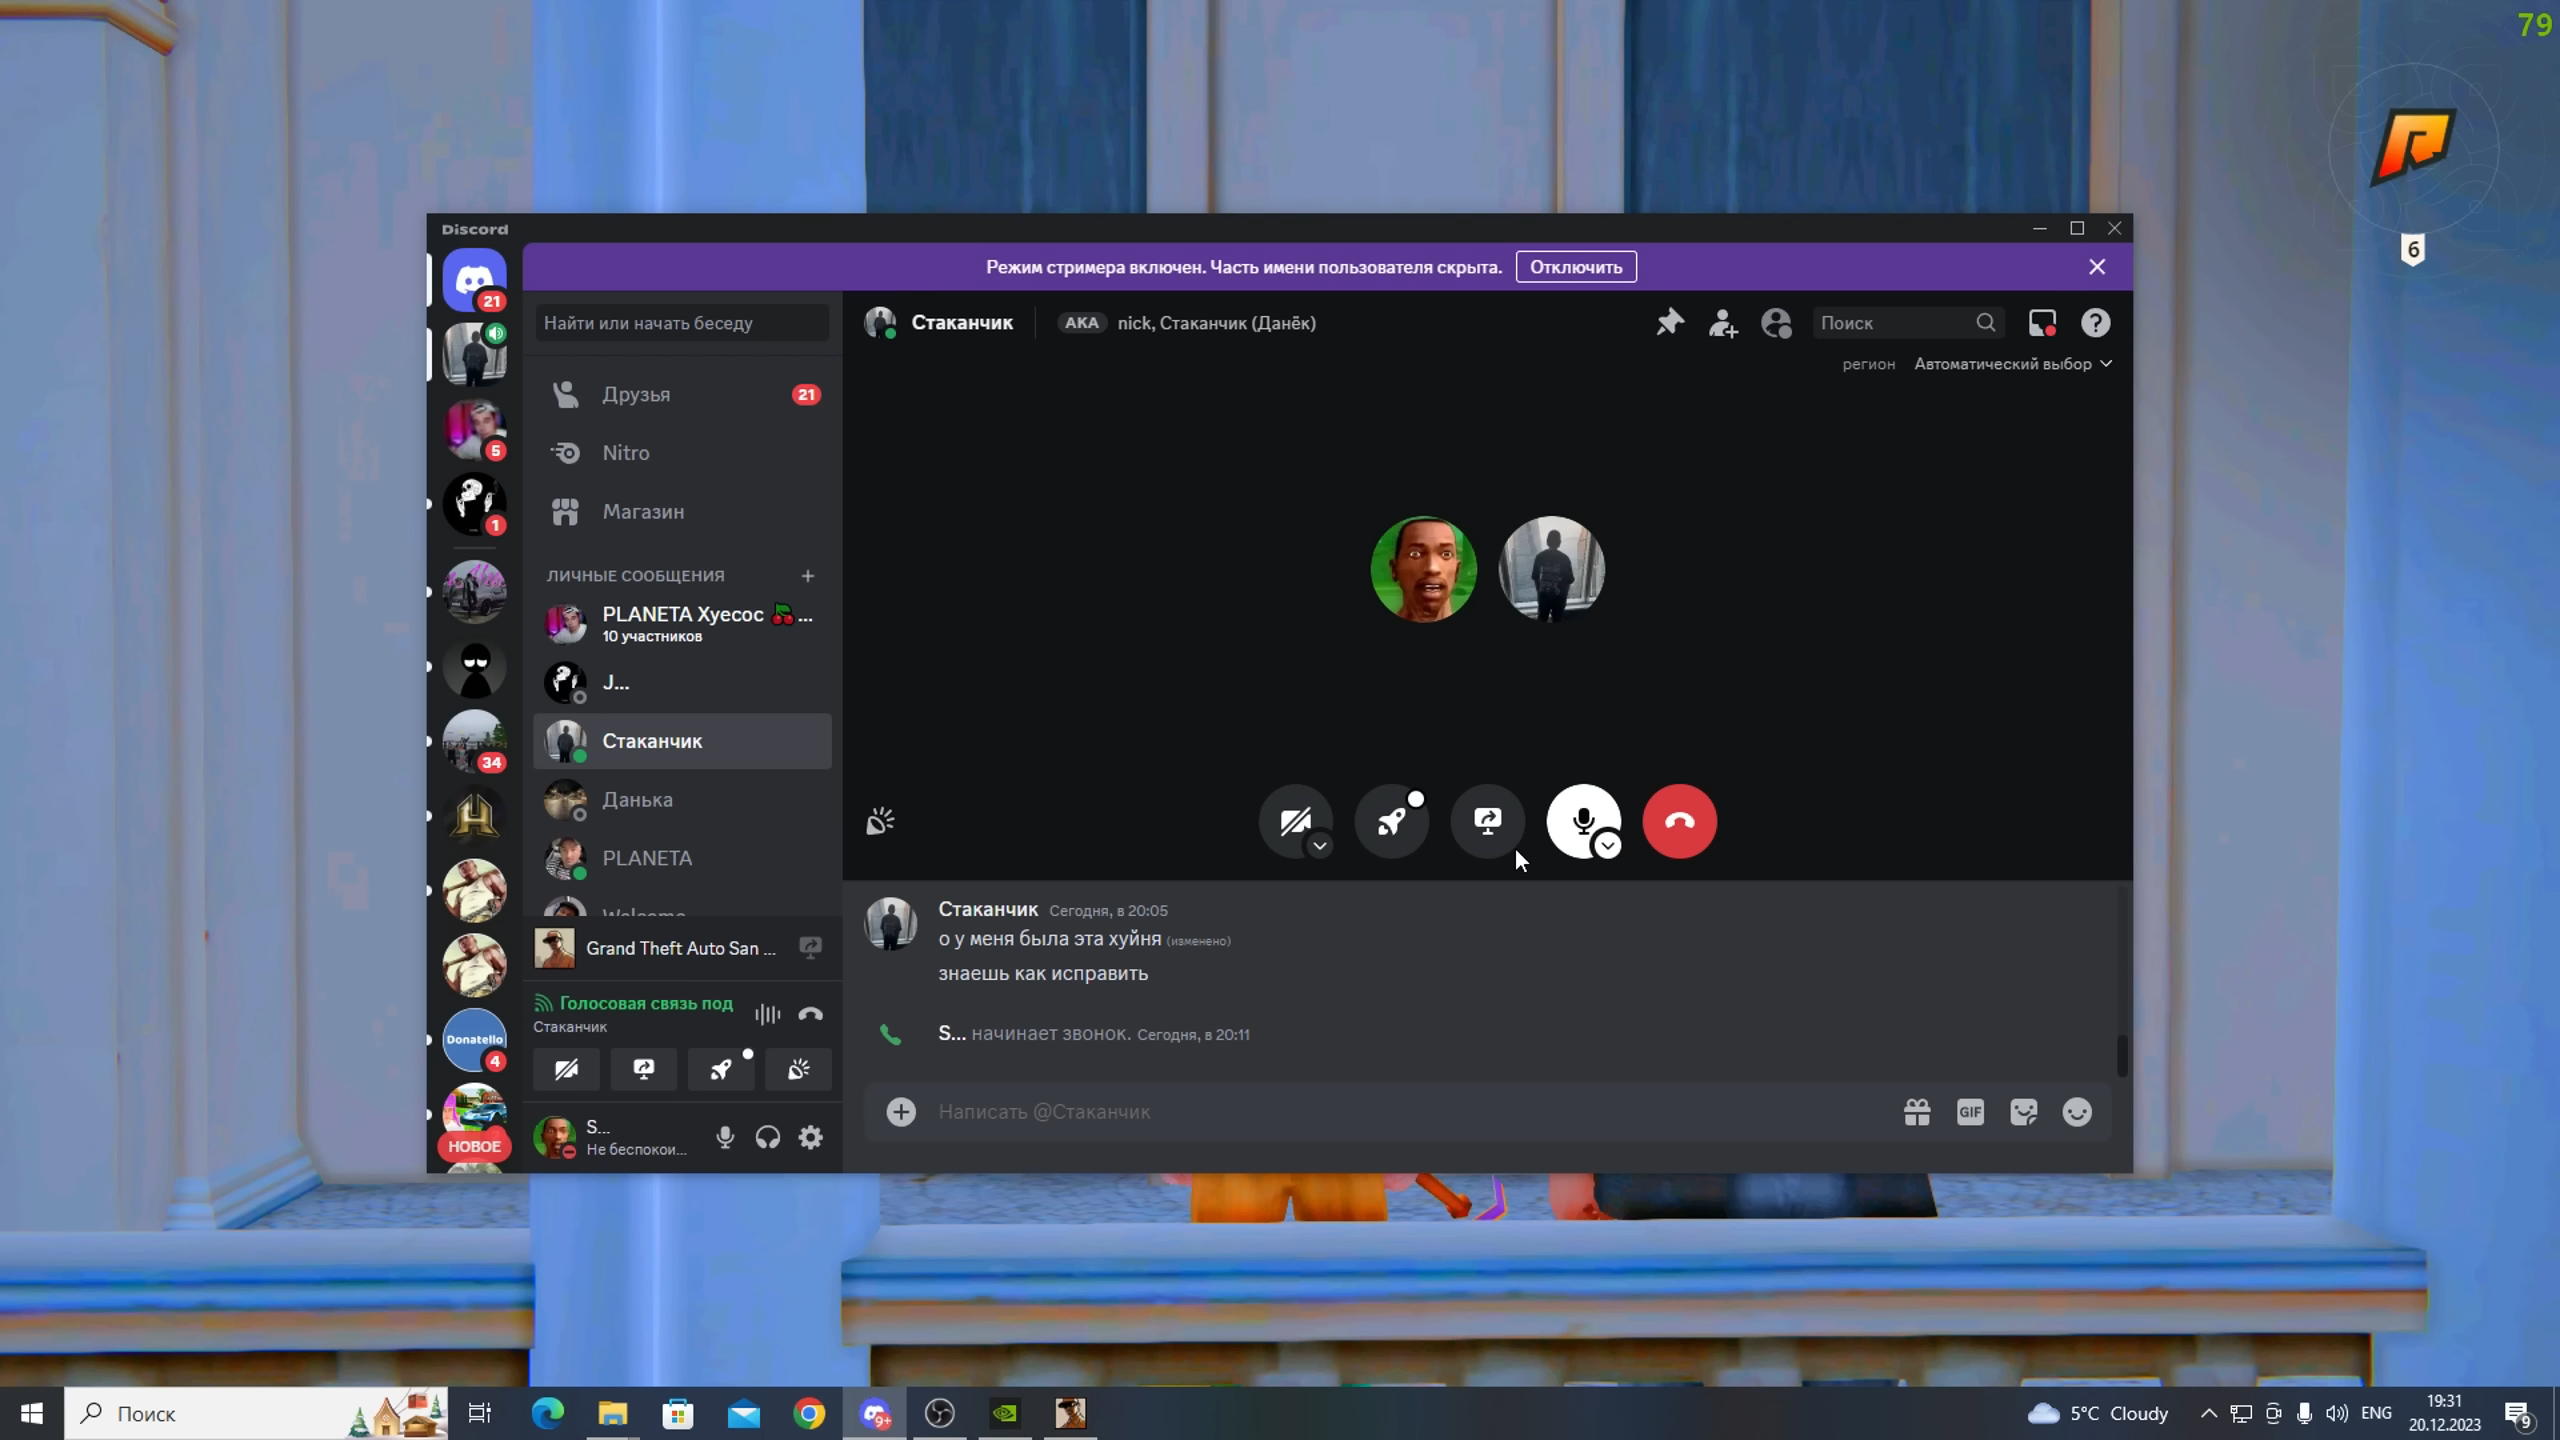 79
6
Discord
Режим стримера включен. Часть имени пользователя скрыта. Отключить
21
5
1
34
Donatello
4
НОВОЕ
Найти или начать беседу
Друзья 21
Nitro
Магазин
ЛИЧНЫЕ СООБЩЕНИЯ
PLANETA Хуесос 🍒...
10 участников
J...
Стаканчик
Данька
PLANETA
Grand Theft Auto San ...
Голосовая связь под
Стаканчик
S...
Не беспокои...
Стаканчик AKA nick, Стаканчик (Данёк)
Поиск
регион Автоматический выбор
Стаканчик Сегодня, в 20:05
о у меня была эта хуйня (изменено)
знаешь как исправить
S... начинает звонок. Сегодня, в 20:11
Написать @Стаканчик
GIF
Поиск
9+
5°C Cloudy
ENG
19:31
20.12.2023
9